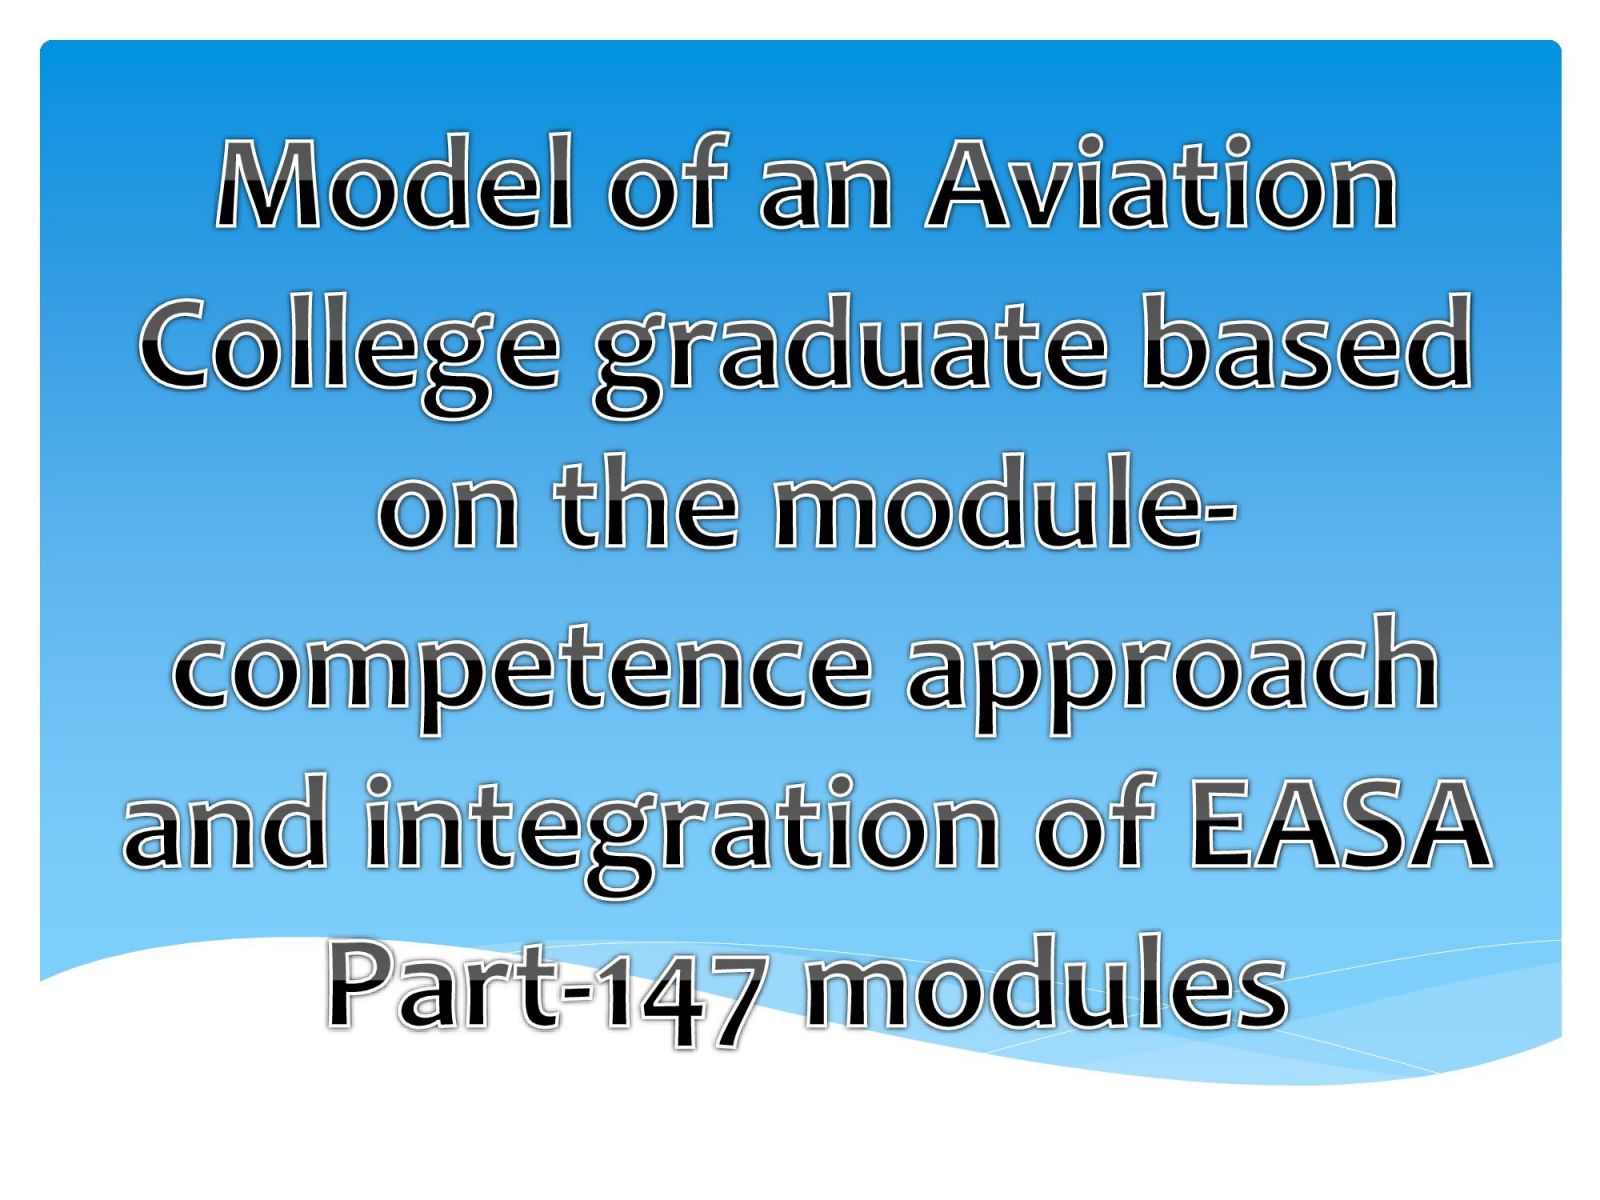 Model of an Aviation
College graduate based
on the module-
competence approach
and integration of EASA
Part-147 modules